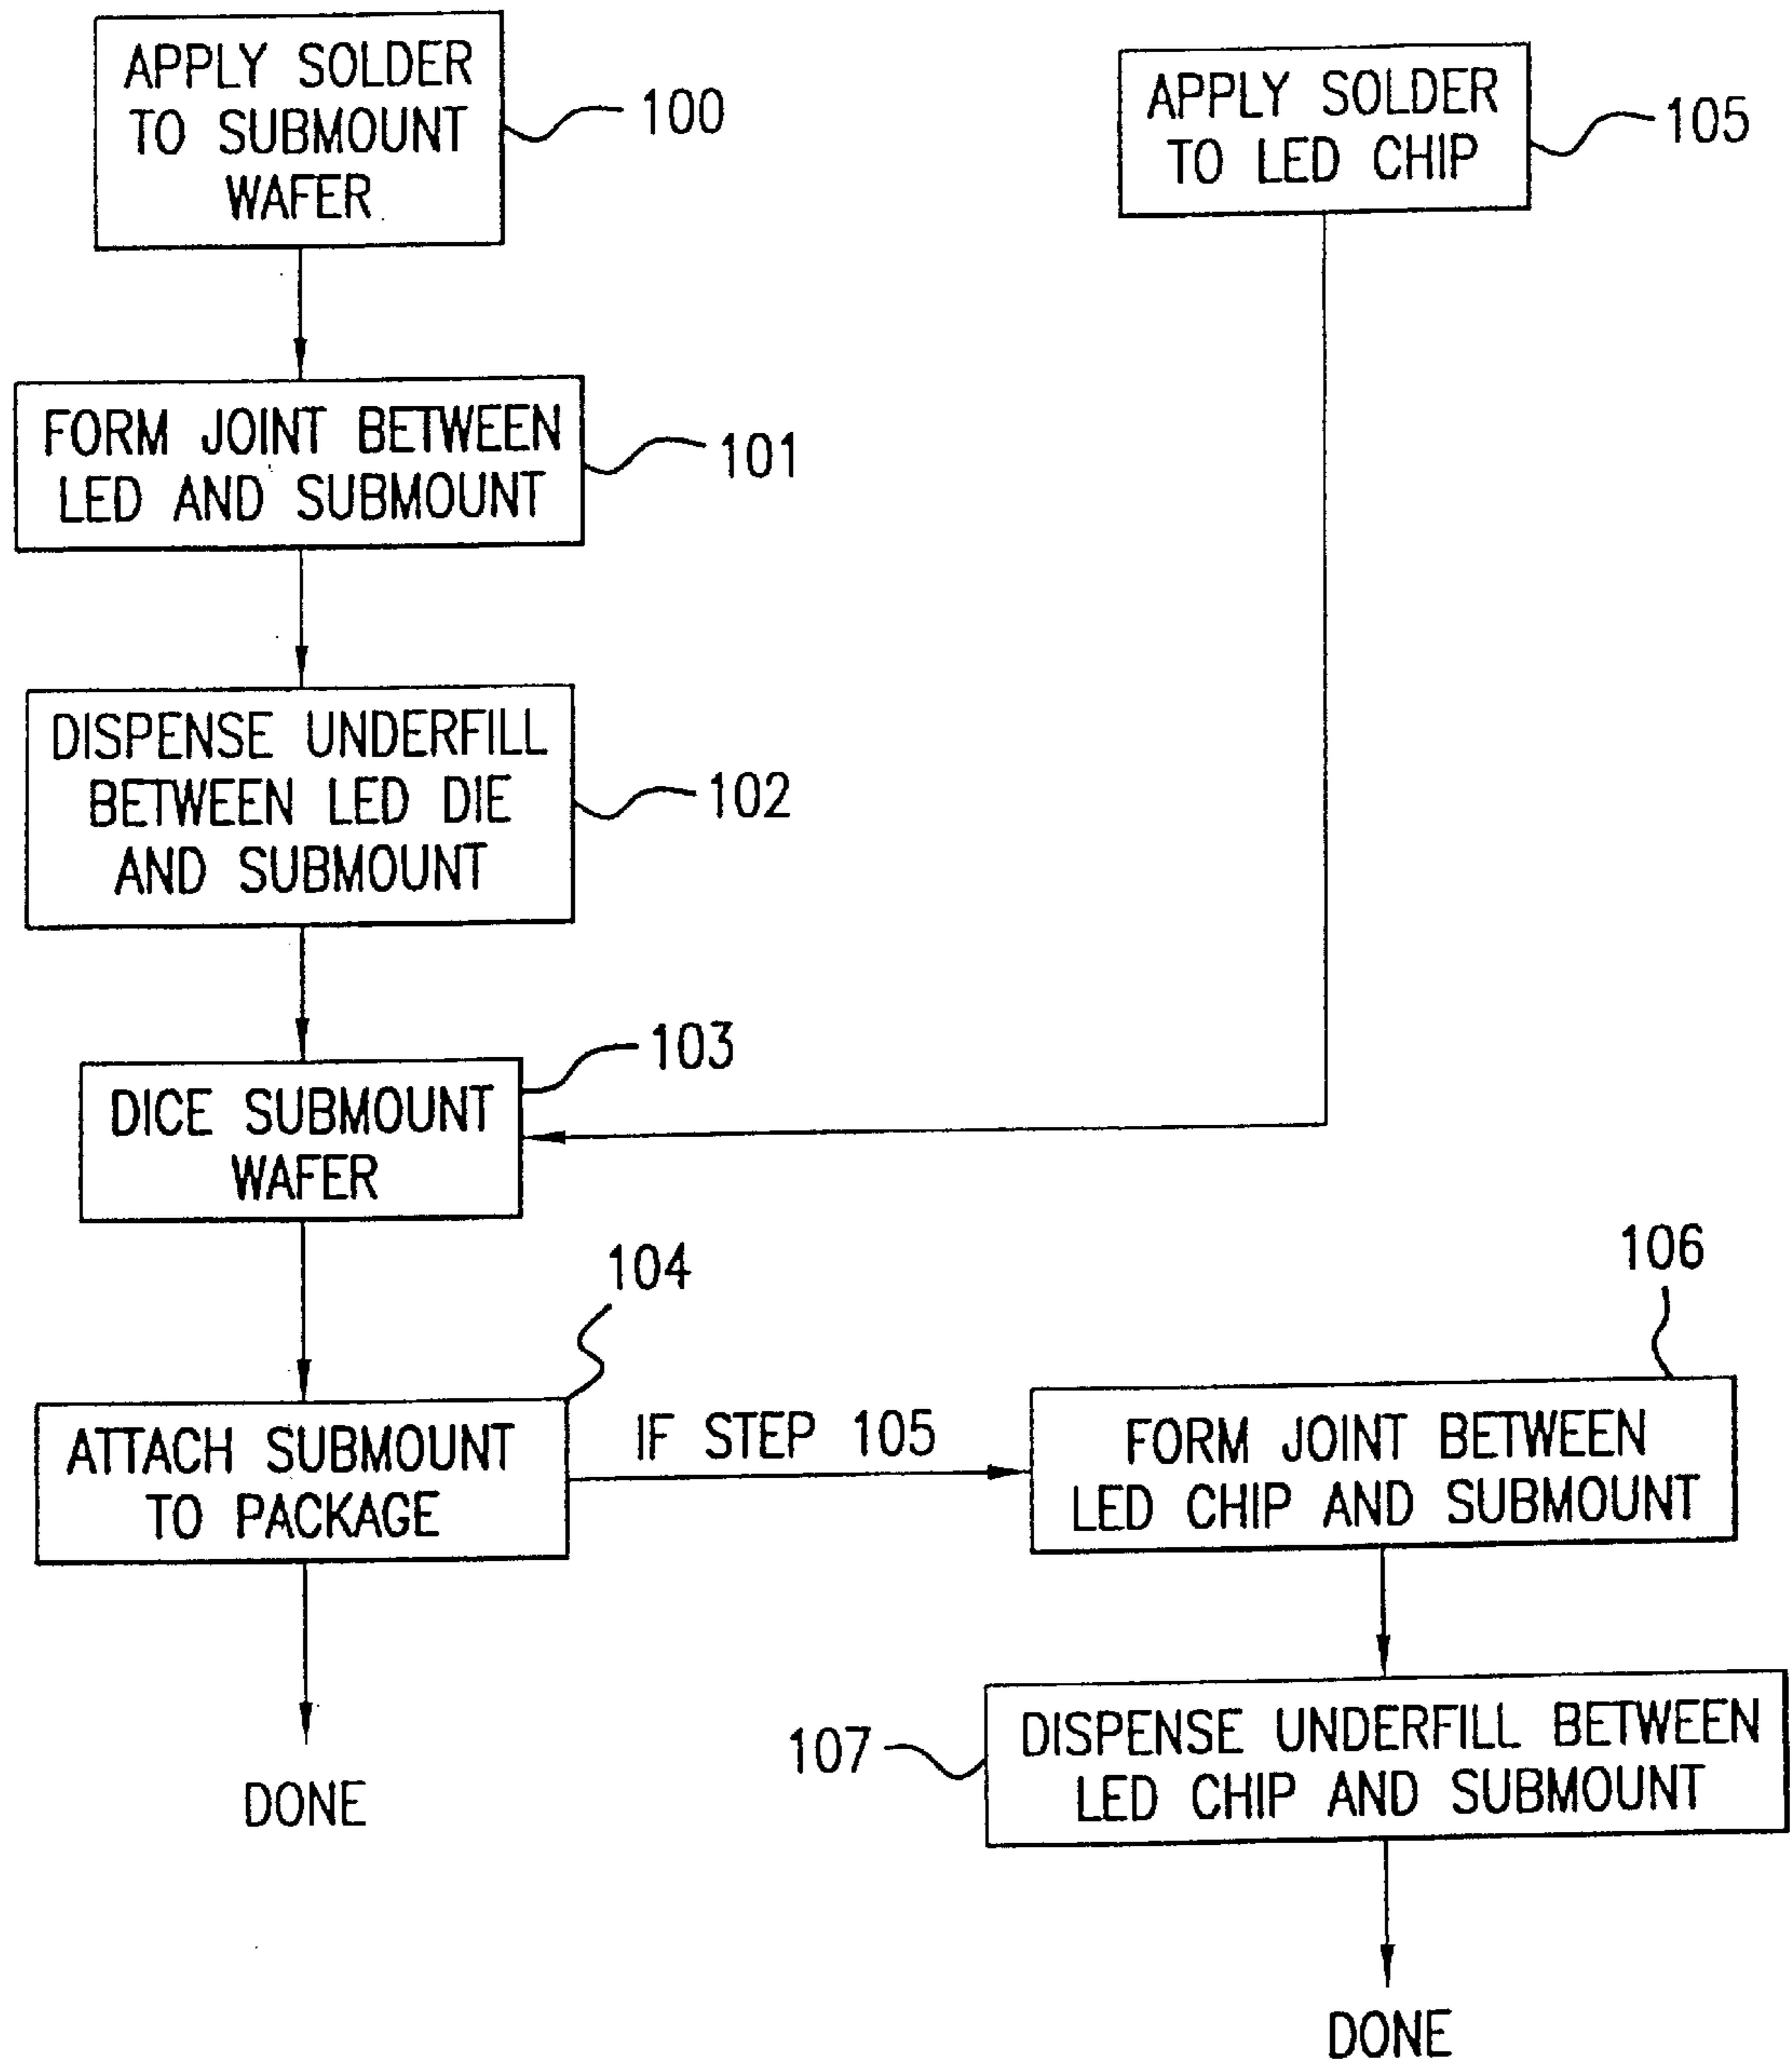 APPLY SOLDER
TO SUBMOUNT
WAFER
100
APPLY SOLDER
TO LED CHIP
105
FORM JOINT BETWEEN
LED AND SUBMOUNT
101
DISPENSE UNDERFILL
BETWEEN LED DIE
AND SUBMOUNT
102
DICE SUBMOUNT
WAFER
103
ATTACH SUBMOUNT
TO PACKAGE
104
IF STEP 105
FORM JOINT BETWEEN
LED CHIP AND SUBMOUNT
106
DISPENSE UNDERFILL BETWEEN
LED CHIP AND SUBMOUNT
107
DONE
DONE